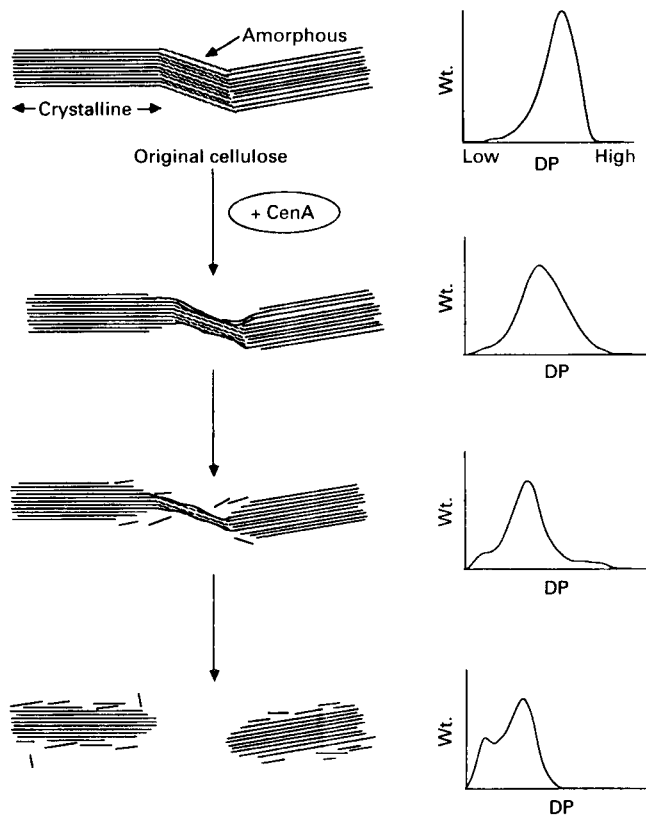 Amorphous
Crystalline
Original cellulose
+ CenA
Wt.
Low
High
DP
Wt.
DP
Wt.
DP
Wt.
DP